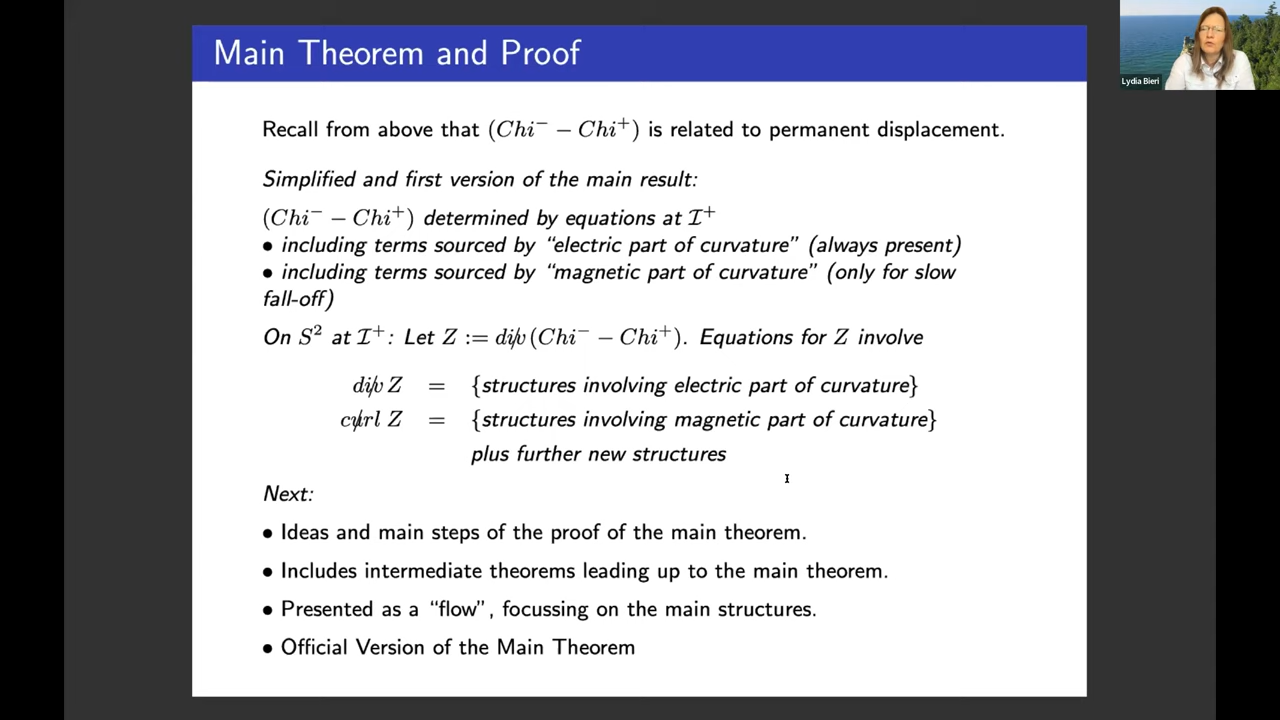 Main Theorem and Proof
Lydia Bieri
Recall from above that (Chi⁻ − Chi⁺) is related to permanent displacement.
Simplified and first version of the main result:
(Chi⁻ − Chi⁺) determined by equations at ℐ⁺
• including terms sourced by “electric part of curvature” (always present)
• including terms sourced by “magnetic part of curvature” (only for slow
fall-off)
On S² at ℐ⁺: Let Z := di̸v (Chi⁻ − Chi⁺). Equations for Z involve
di̸v Z = {structures involving electric part of curvature}
cu̸rl Z = {structures involving magnetic part of curvature}
plus further new structures
Next:
• Ideas and main steps of the proof of the main theorem.
• Includes intermediate theorems leading up to the main theorem.
• Presented as a “flow”, focussing on the main structures.
• Official Version of the Main Theorem